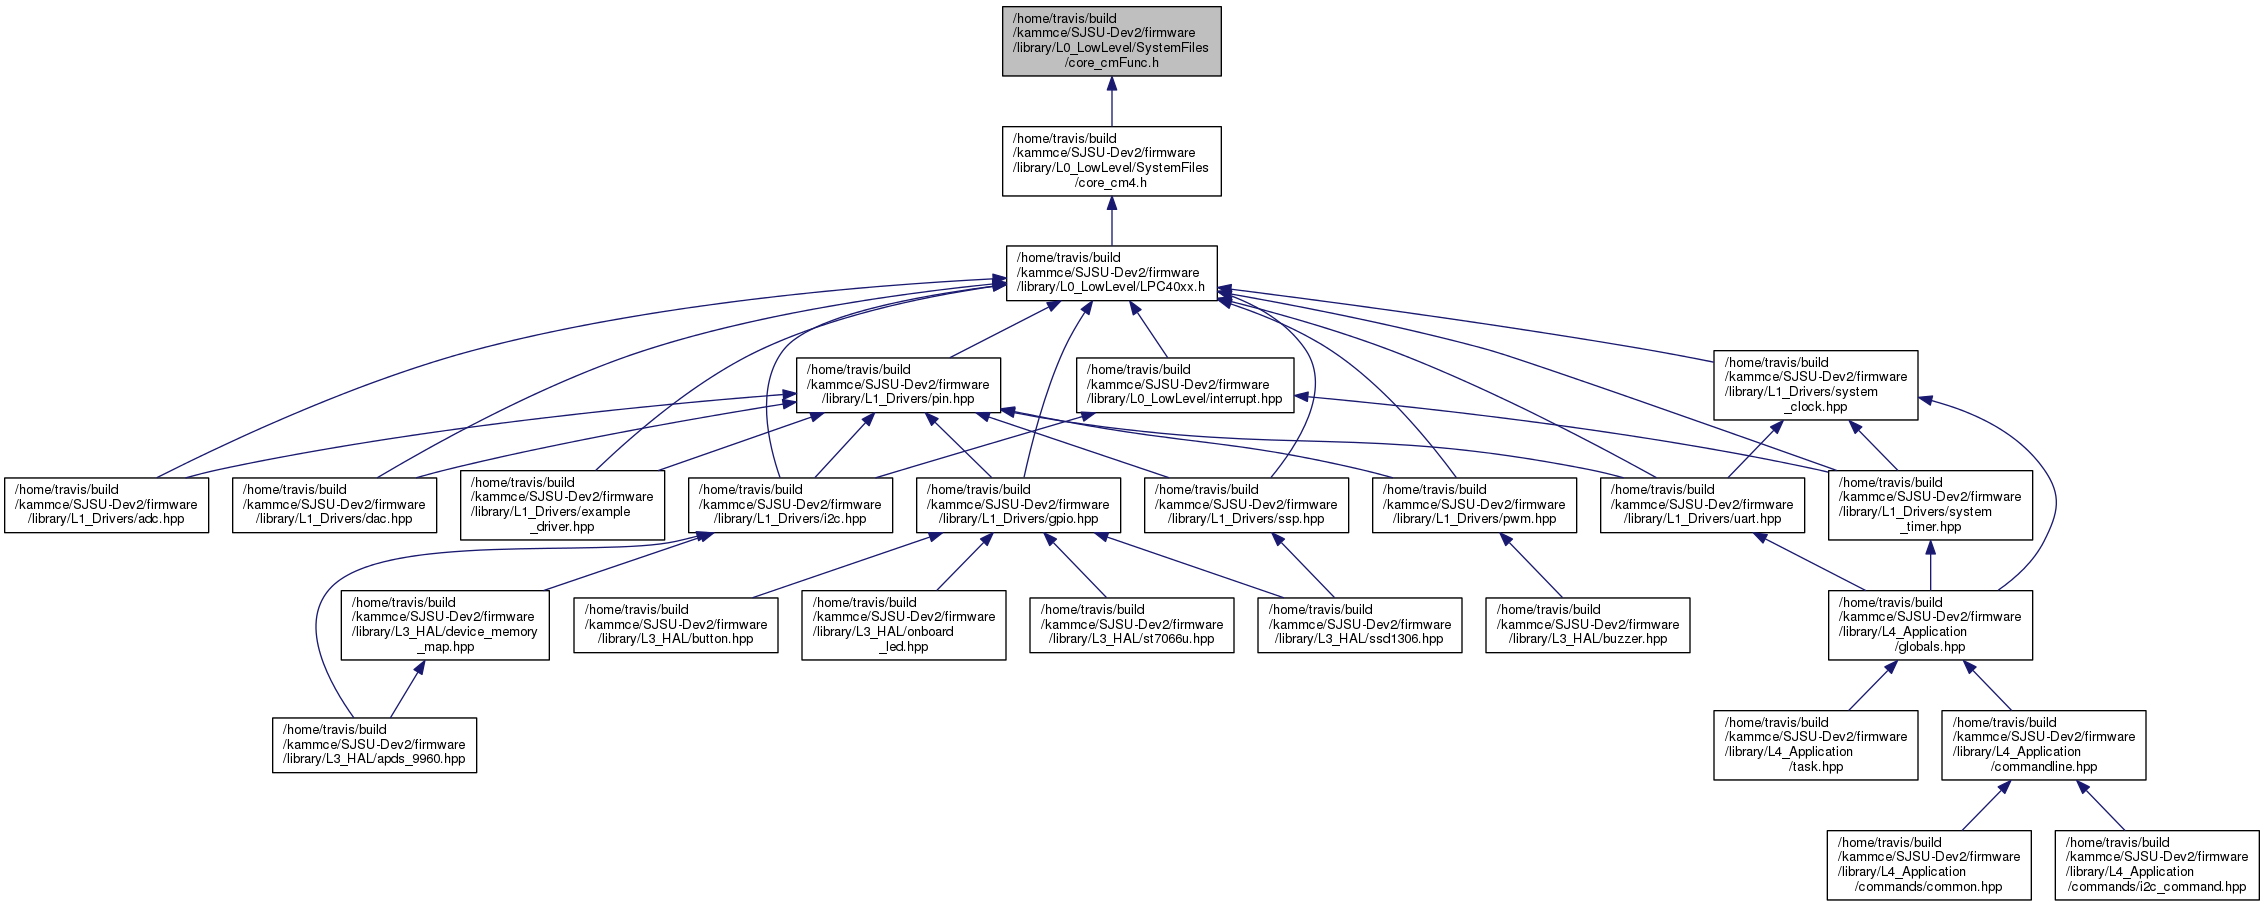 /home/travis/build
/kammce/SJSU-Dev2/firmware
/library/L0_LowLevel/SystemFiles
/core_cmFunc.h
/home/travis/build
/kammce/SJSU-Dev2/firmware
/library/L0_LowLevel/SystemFiles
/core_cm4.h
/home/travis/build
/kammce/SJSU-Dev2/firmware
/library/L0_LowLevel/LPC40xx.h
/home/travis/build
/kammce/SJSU-Dev2/firmware
/library/L1_Drivers/pin.hpp
/home/travis/build
/kammce/SJSU-Dev2/firmware
/library/L0_LowLevel/interrupt.hpp
/home/travis/build
/kammce/SJSU-Dev2/firmware
/library/L1_Drivers/system
_clock.hpp
/home/travis/build
/kammce/SJSU-Dev2/firmware
/library/L1_Drivers/adc.hpp
/home/travis/build
/kammce/SJSU-Dev2/firmware
/library/L1_Drivers/dac.hpp
/home/travis/build
/kammce/SJSU-Dev2/firmware
/library/L1_Drivers/example
_driver.hpp
/home/travis/build
/kammce/SJSU-Dev2/firmware
/library/L1_Drivers/i2c.hpp
/home/travis/build
/kammce/SJSU-Dev2/firmware
/library/L1_Drivers/gpio.hpp
/home/travis/build
/kammce/SJSU-Dev2/firmware
/library/L1_Drivers/ssp.hpp
/home/travis/build
/kammce/SJSU-Dev2/firmware
/library/L1_Drivers/pwm.hpp
/home/travis/build
/kammce/SJSU-Dev2/firmware
/library/L1_Drivers/uart.hpp
/home/travis/build
/kammce/SJSU-Dev2/firmware
/library/L1_Drivers/system
_timer.hpp
/home/travis/build
/kammce/SJSU-Dev2/firmware
/library/L3_HAL/device_memory
_map.hpp
/home/travis/build
/kammce/SJSU-Dev2/firmware
/library/L3_HAL/button.hpp
/home/travis/build
/kammce/SJSU-Dev2/firmware
/library/L3_HAL/onboard
_led.hpp
/home/travis/build
/kammce/SJSU-Dev2/firmware
/library/L3_HAL/st7066u.hpp
/home/travis/build
/kammce/SJSU-Dev2/firmware
/library/L3_HAL/ssd1306.hpp
/home/travis/build
/kammce/SJSU-Dev2/firmware
/library/L3_HAL/buzzer.hpp
/home/travis/build
/kammce/SJSU-Dev2/firmware
/library/L4_Application
/globals.hpp
/home/travis/build
/kammce/SJSU-Dev2/firmware
/library/L3_HAL/apds_9960.hpp
/home/travis/build
/kammce/SJSU-Dev2/firmware
/library/L4_Application
/task.hpp
/home/travis/build
/kammce/SJSU-Dev2/firmware
/library/L4_Application
/commandline.hpp
/home/travis/build
/kammce/SJSU-Dev2/firmware
/library/L4_Application
/commands/common.hpp
/home/travis/build
/kammce/SJSU-Dev2/firmware
/library/L4_Application
/commands/i2c_command.hpp